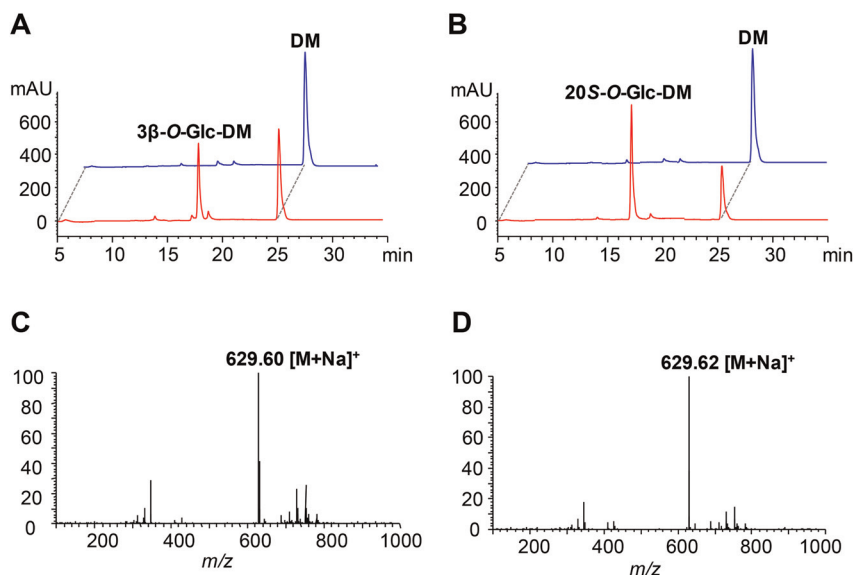 A
DM
mAU
3β-O-Glc-DM
600
400
200
0
5 10 15 20 25 30 min
B
DM
mAU
20S-O-Glc-DM
600
400
200
0
5 10 15 20 25 30 min
C
629.60 [M+Na]+
100
80
60
40
20
0
200 400 600 800 1000
m/z
D
629.62 [M+Na]+
100
80
60
40
20
0
200 400 600 800 1000
m/z